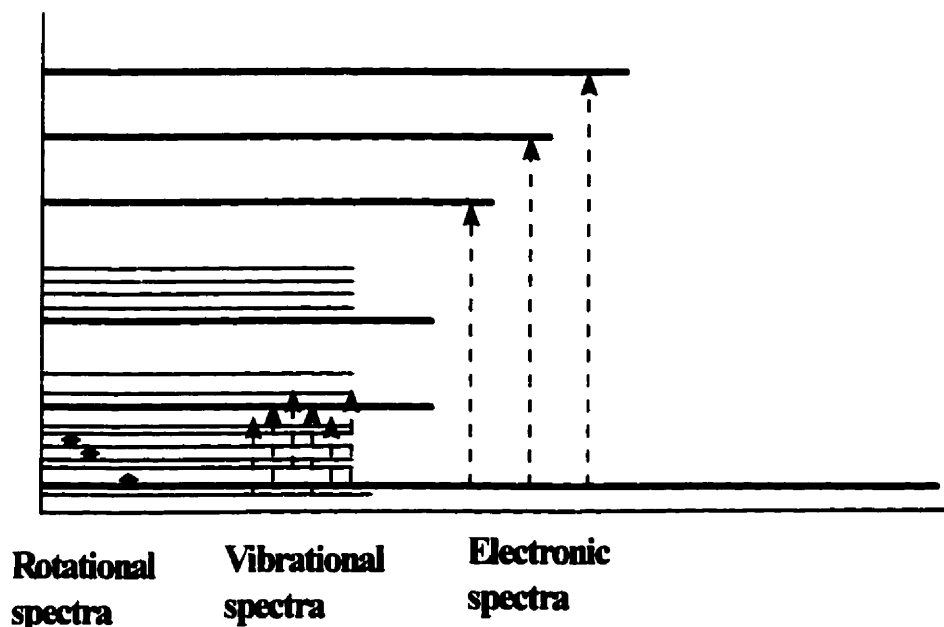 Rotational
spectra
Vibrational
spectra
Electronic
spectra